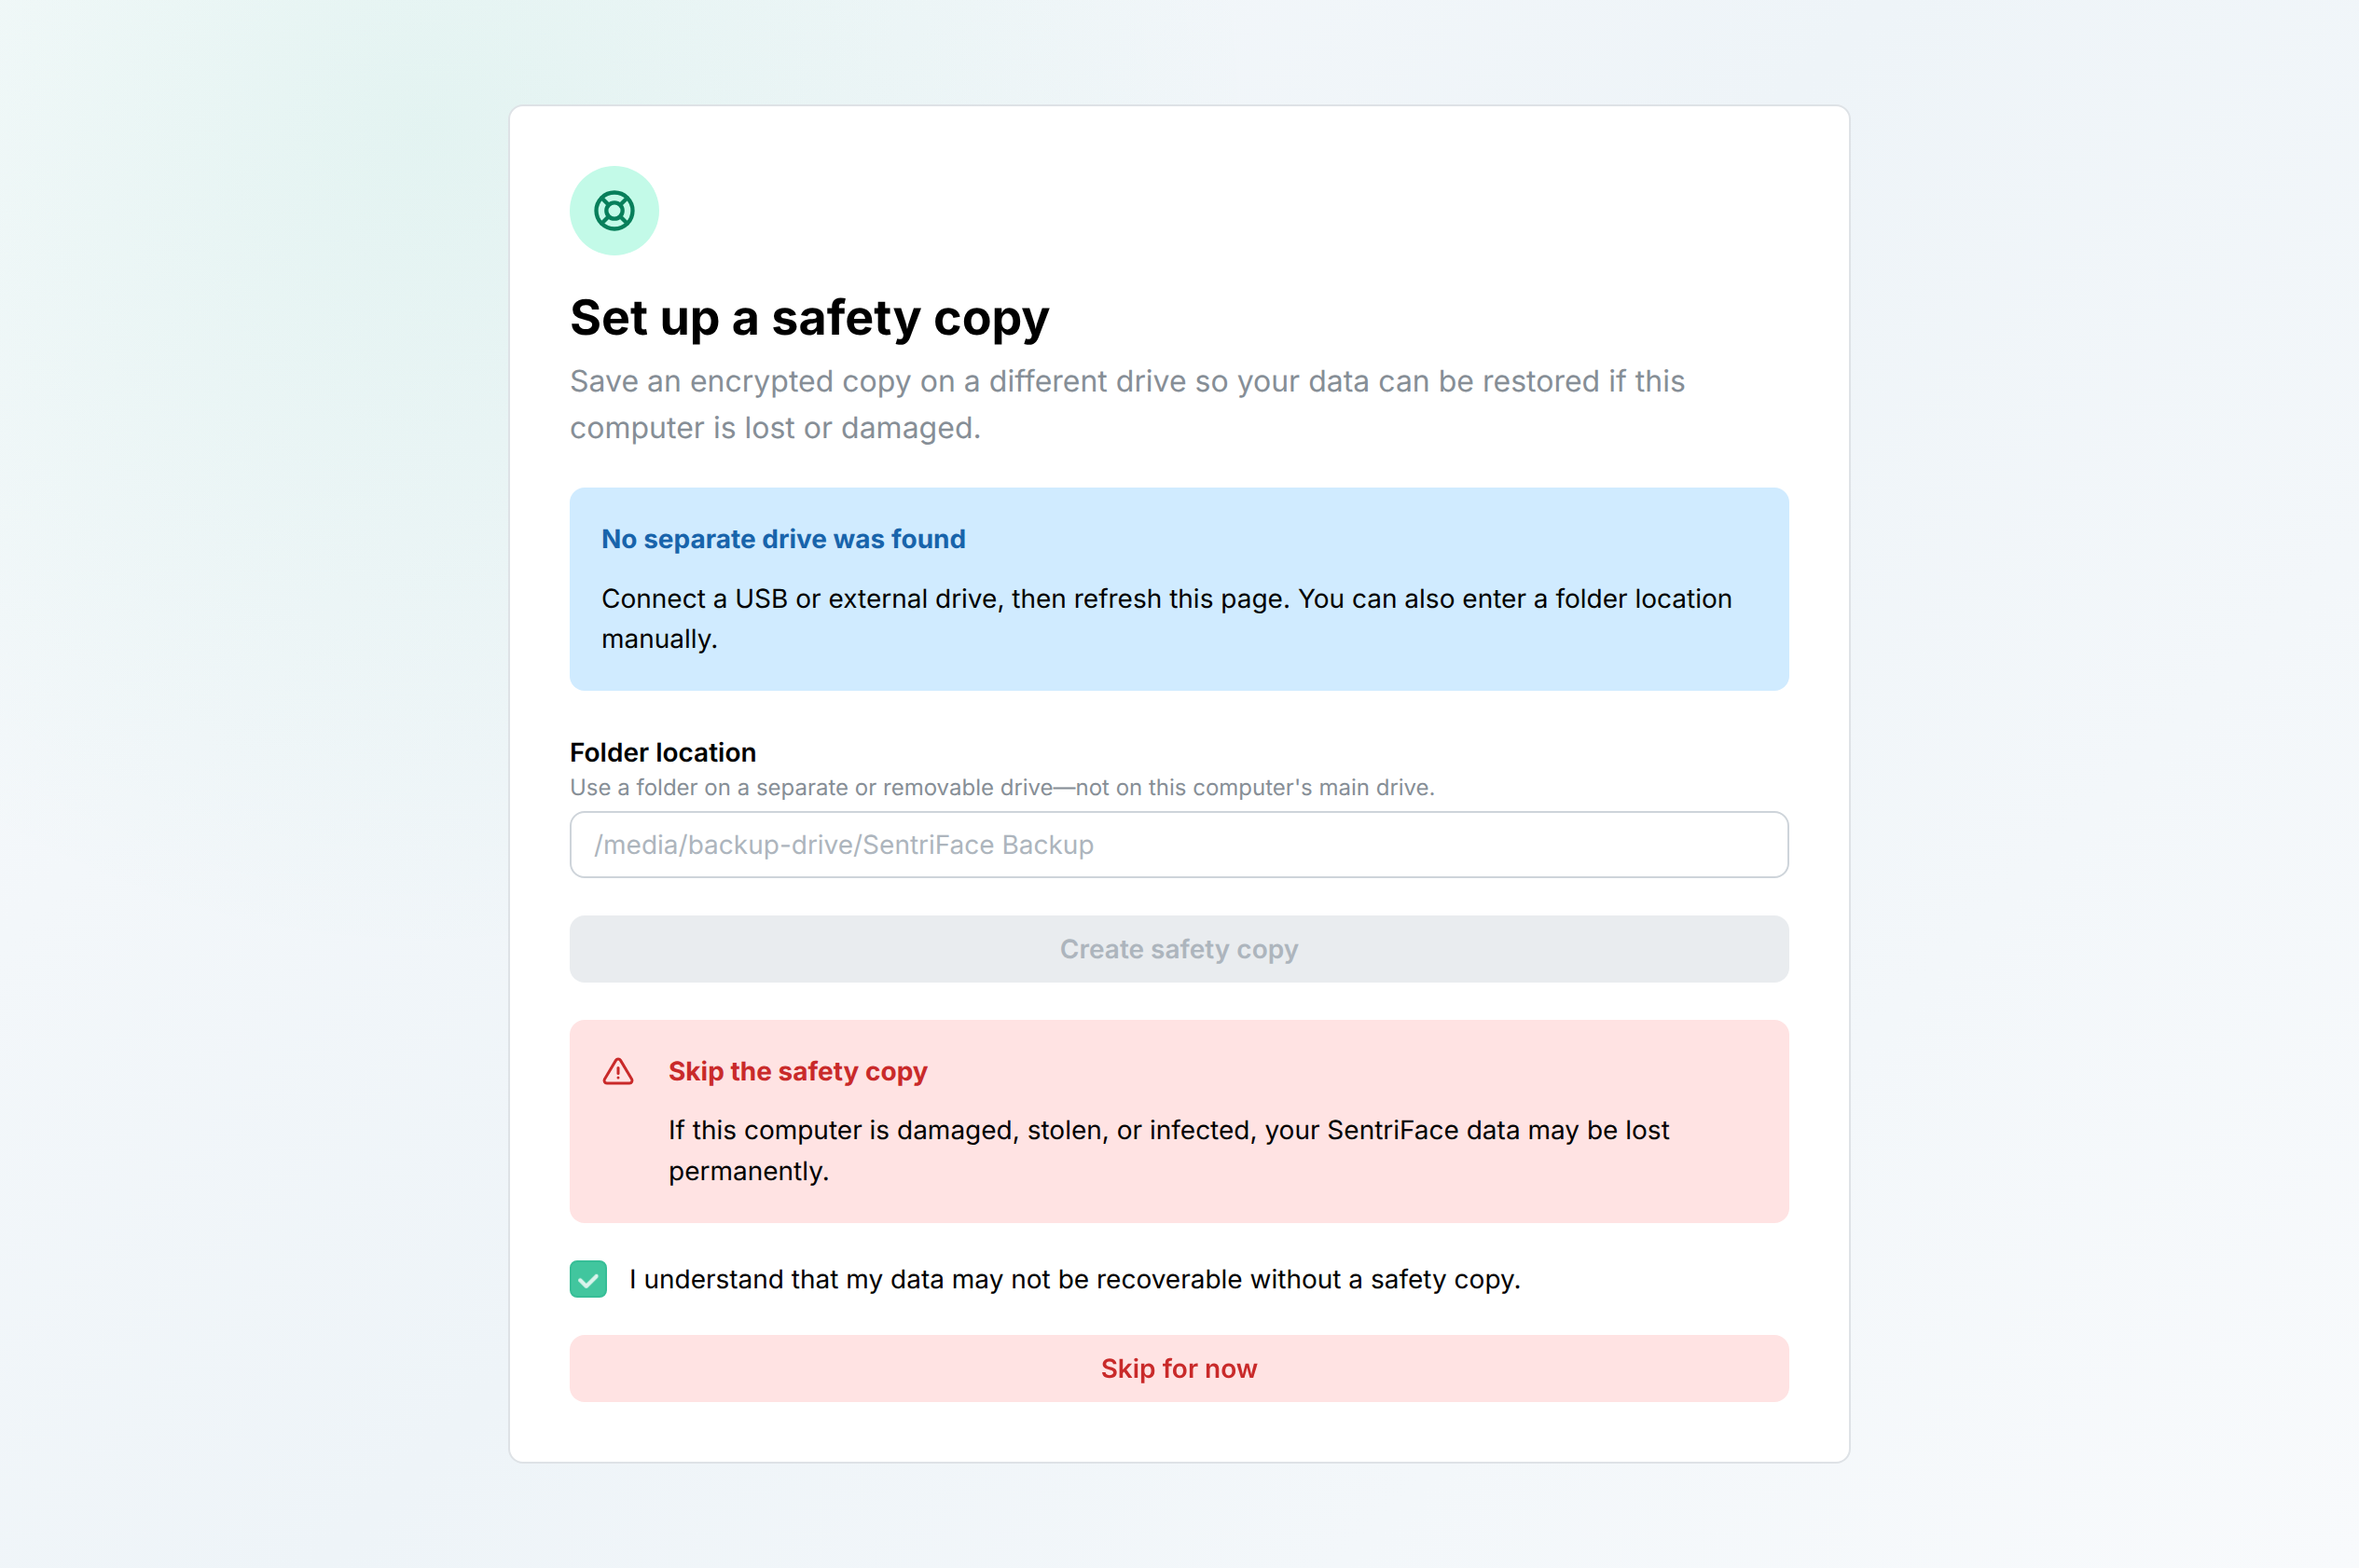 Set up a safety copy
Save an encrypted copy on a different drive so your data can be restored if this
computer is lost or damaged.
No separate drive was found
Connect a USB or external drive, then refresh this page. You can also enter a folder location
manually.
Folder location
Use a folder on a separate or removable drive—not on this computer's main drive.
/media/backup-drive/SentriFace Backup
Create safety copy
Skip the safety copy
If this computer is damaged, stolen, or infected, your SentriFace data may be lost
permanently.
I understand that my data may not be recoverable without a safety copy.
Skip for now